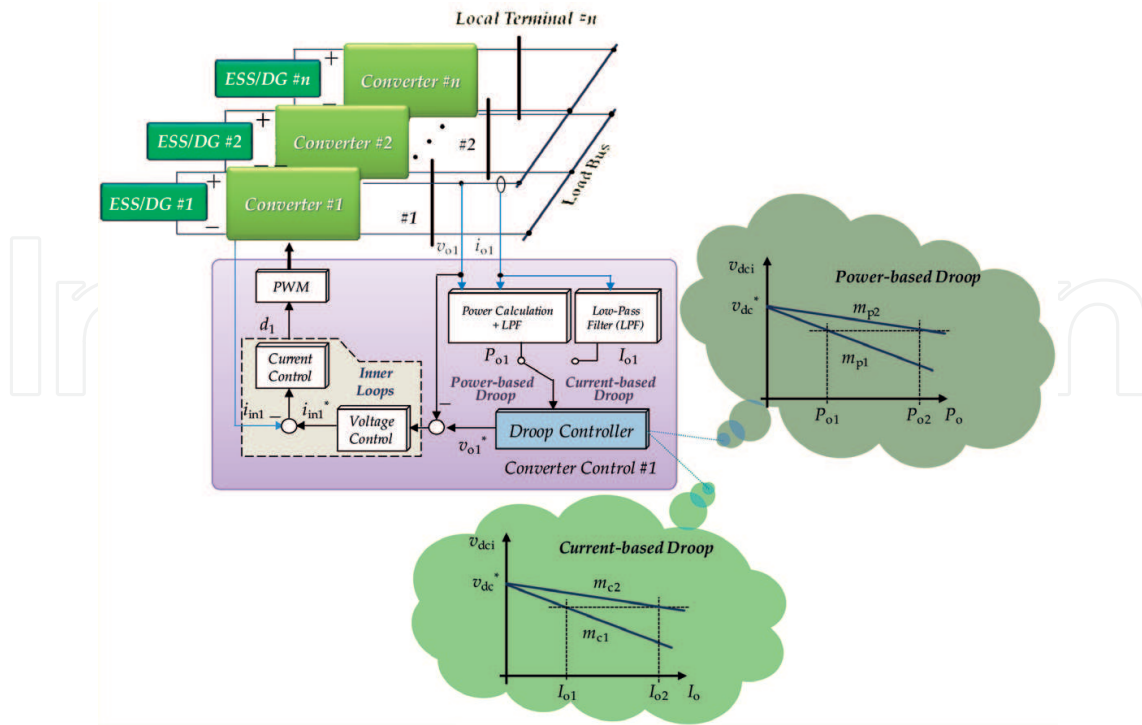 Local Terminal #n
ESS/DG #n
+
−
Converter #n
ESS/DG #2
+
−
Converter #2
#2
ESS/DG #1
+
−
Converter #1
#1
Load Bus
v_o1
i_o1
PWM
d_1
Power Calculation
+ LPF
Low-Pass
Filter (LPF)
P_o1
I_o1
Current
Control
Inner
Loops
Power-based
Droop
Current-based
Droop
i_in1
−
i_in1*
Voltage
Control
−
v_o1*
Droop Controller
Converter Control #1
v_dci
Power-based Droop
v_dc*
m_p2
m_p1
P_o1
P_o2
P_o
v_dci
Current-based Droop
v_dc*
m_c2
m_c1
I_o1
I_o2
I_o